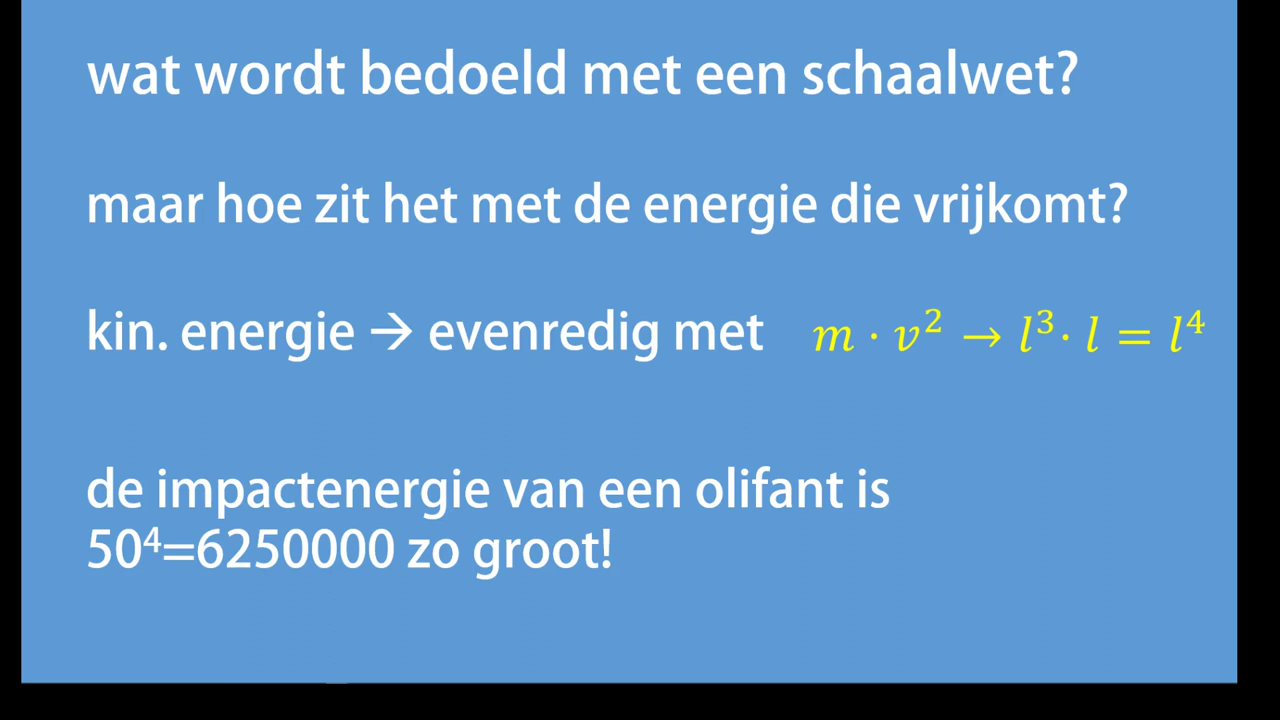 wat wordt bedoeld met een schaalwet?
maar hoe zit het met de energie die vrijkomt?
kin. energie → evenredig met m · v² → l³· l = l⁴
de impactenergie van een olifant is
50⁴=6250000 zo groot!